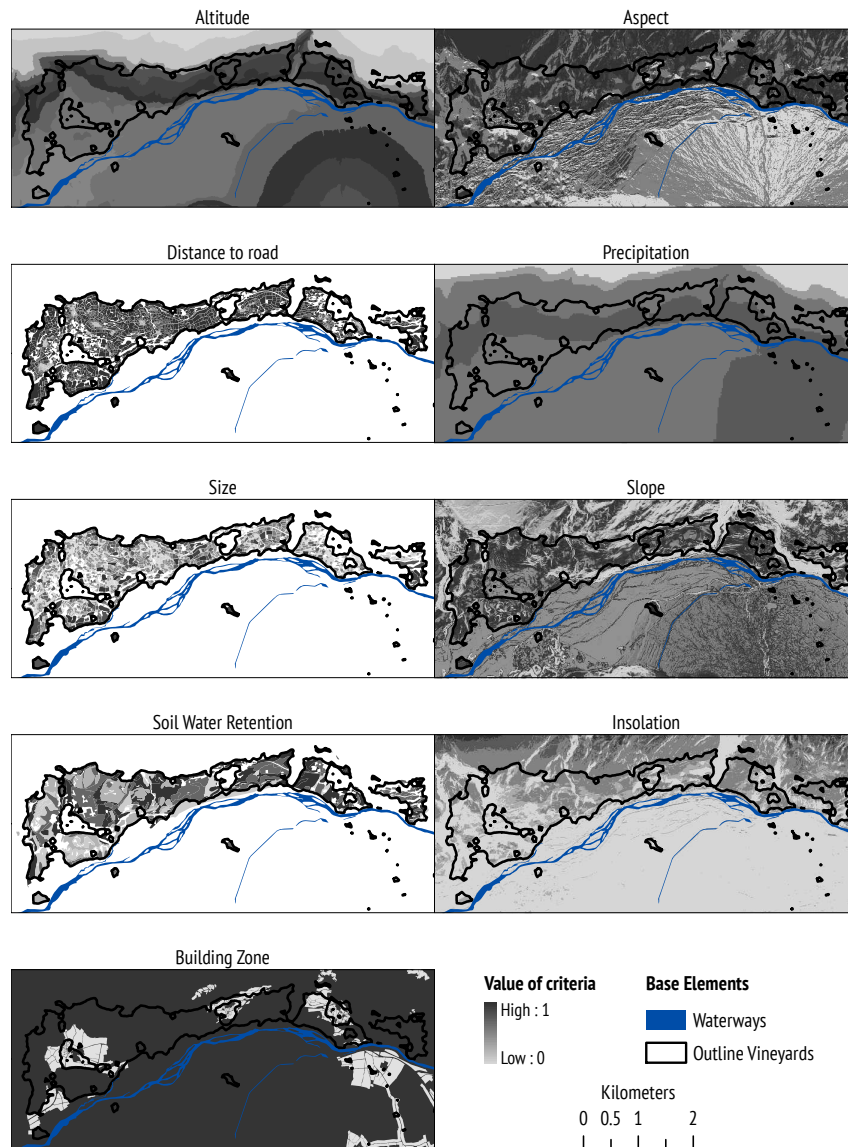 Altitude
Aspect
Distance to road
Precipitation
Size
Slope
Soil Water Retention
Insolation
Building Zone
Value of criteria
High : 1
Low : 0
Base Elements
Waterways
Outline Vineyards
Kilometers
0 0.5 1 2